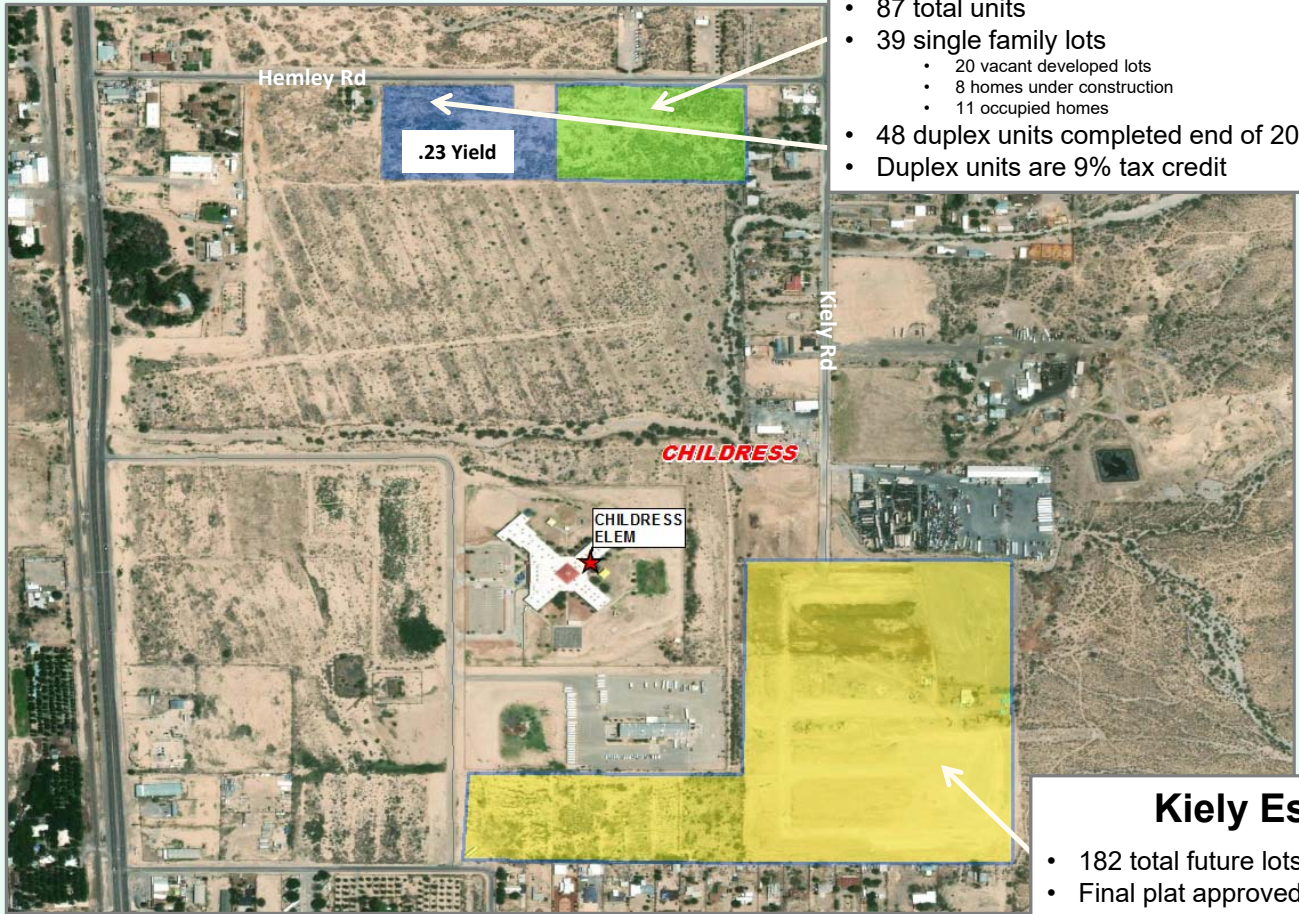 87 total units
• 39 single family lots
• 20 vacant developed lots
• 8 homes under construction
• 11 occupied homes
• 48 duplex units completed end of 20
• Duplex units are 9% tax credit
Hemley Rd
.23 Yield
Kiely Rd
CHILDRESS
CHILDRESS
ELEM
Kiely Es
• 182 total future lots
• Final plat approved